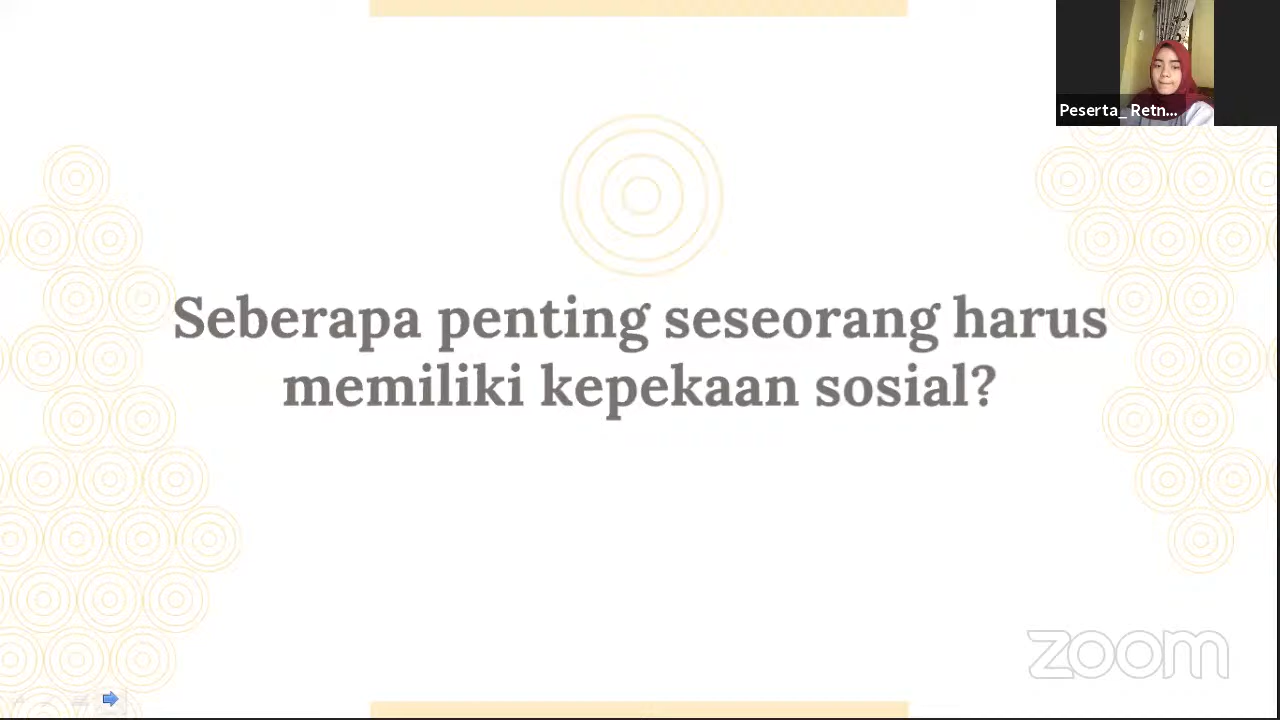 Peserta_ Retn...
Seberapa penting seseorang harus
memiliki kepekaan sosial?
zoom